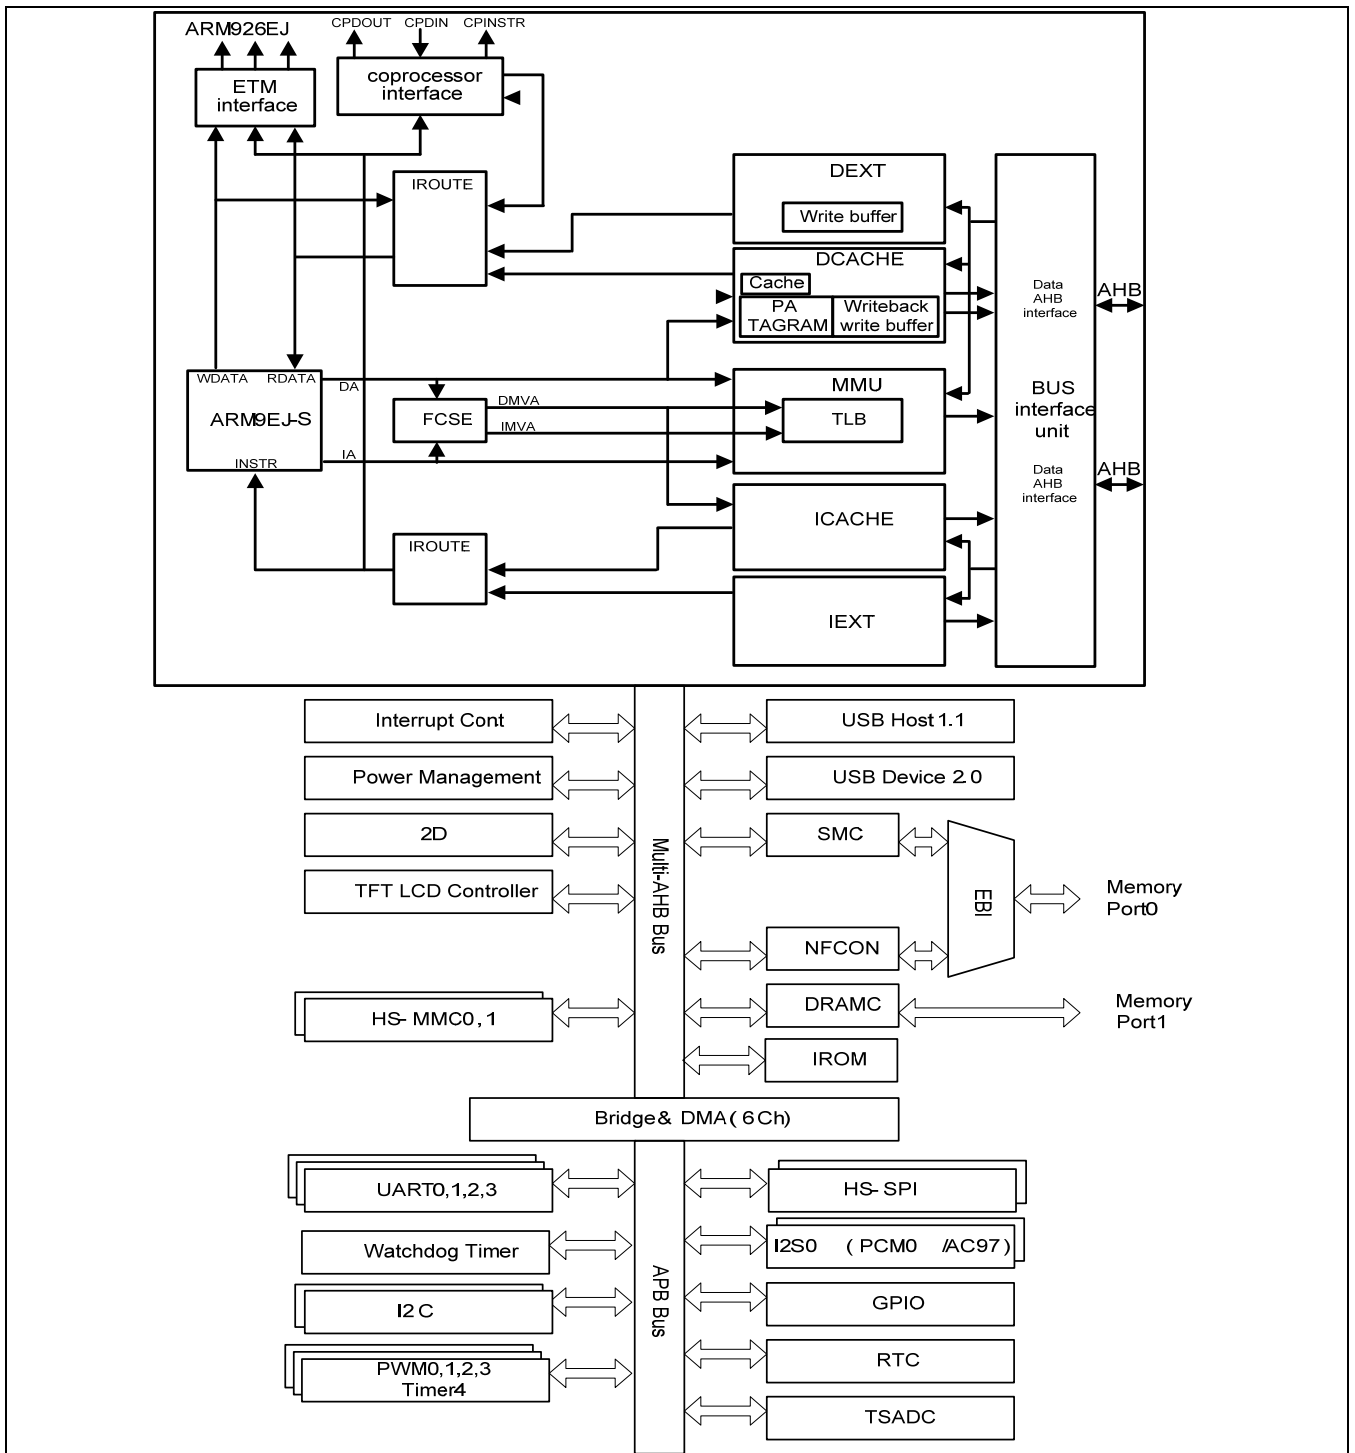 ARM926EJ
CPDOUT CPDIN CPINSTR
ETM
interface
coprocessor
interface
IROUTE
DEXT
Write buffer
DCACHE
Cache
PA
TAGRAM
Writeback
write buffer
Data
AHB
interface
AHB
WDATA RDATA
ARM9EJ-S
INSTR
DA
IA
FCSE
DMVA
IMVA
MMU
TLB
BUS
interface
unit
Data
AHB
interface
AHB
ICACHE
IROUTE
IEXT
Interrupt Cont
USB Host 1.1
Power Management
USB Device 2.0
2D
SMC
TFT LCD Controller
Multi-AHB Bus
EBI
Memory
Port0
NFCON
HS-MMC0,1
DRAMC
Memory
Port1
IROM
Bridge& DMA( 6Ch)
UART0,1,2,3
HS-SPI
Watchdog Timer
I2S0 ( PCM0 /AC97)
APB Bus
I2C
GPIO
PWM0,1,2,3
Timer4
RTC
TSADC